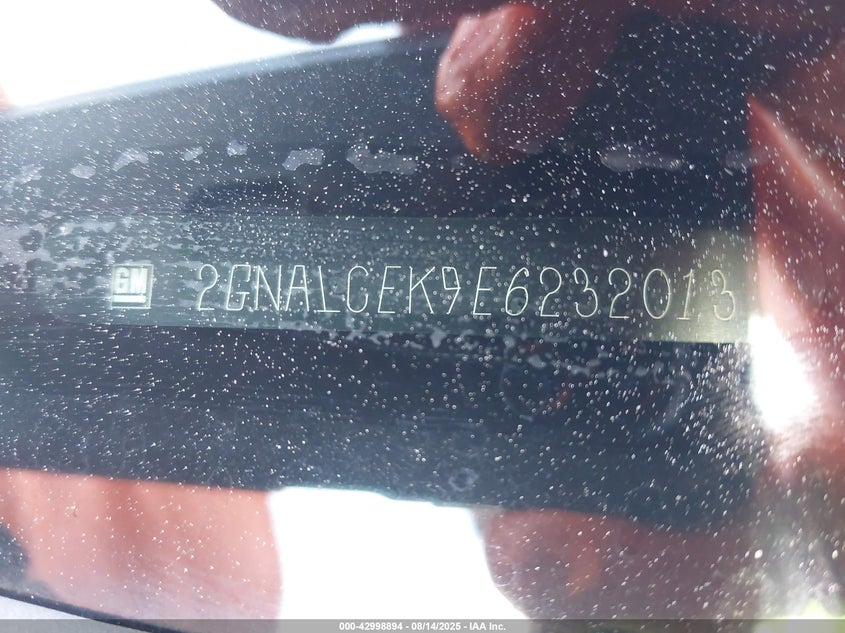 GM 2GNALCEK9E6232013
000-42998894 - 08/14/2025 - IAA Inc.